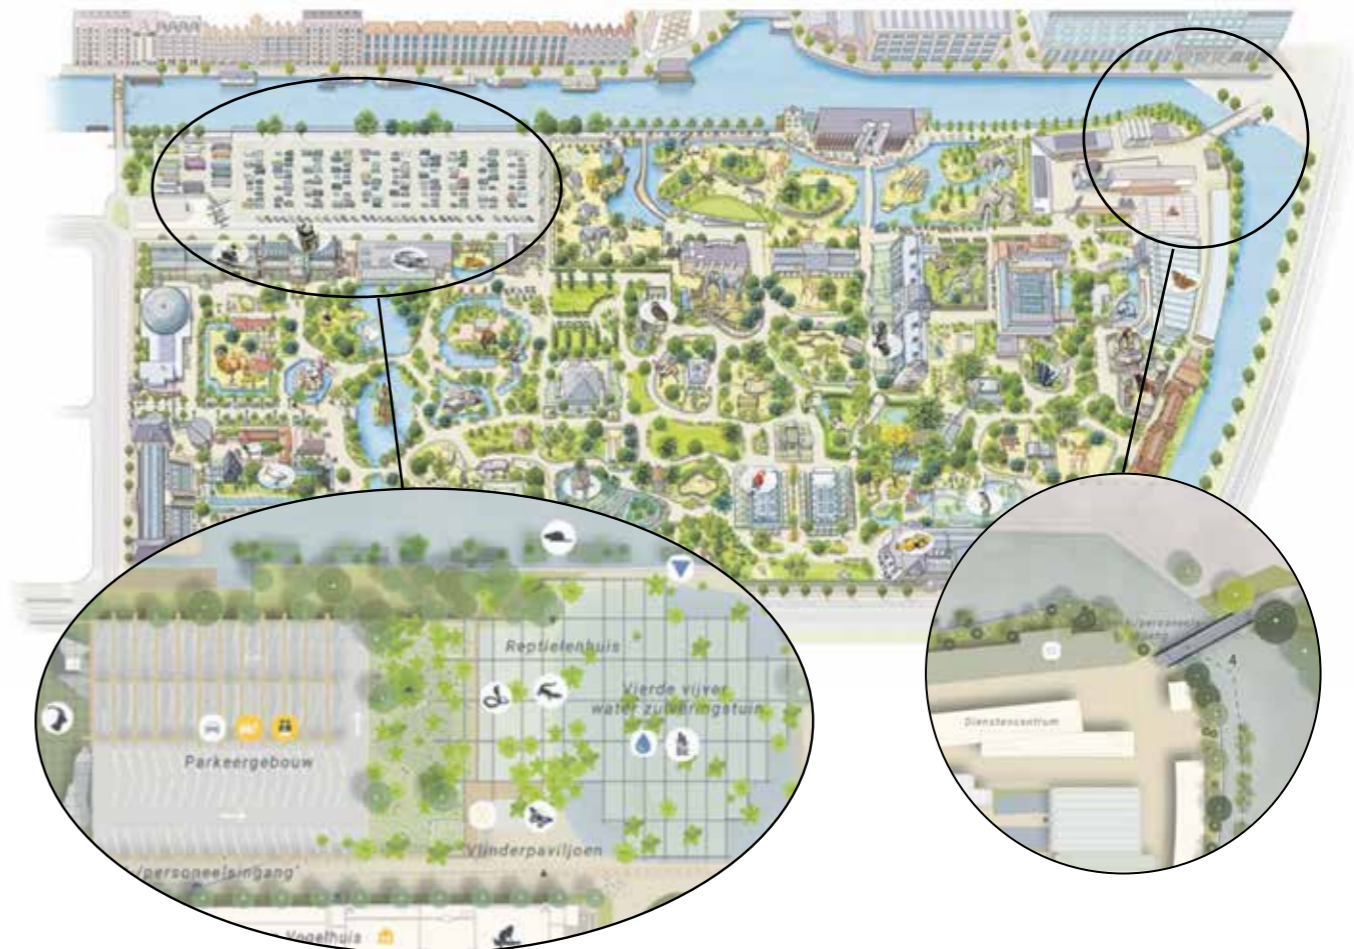 Reptielenhuis
Vierde vijver
water zuiveringstuin
Parkeergebouw
Vlinderpaviljoen
/personeelsingang'
Vogelhuis
4
Dienstencentrum